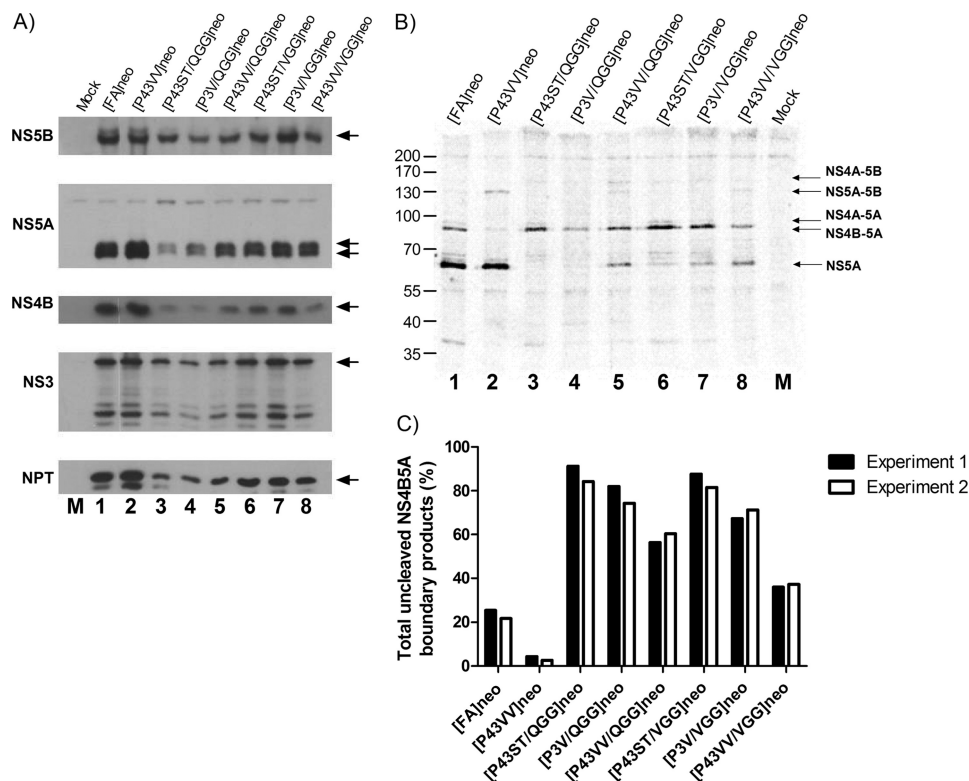 A)
Mock
[FA]neo
[P43VV]neo
[P43ST/QGG]neo
[P3V/QGG]neo
[P43VV/QGG]neo
[P43ST/VGG]neo
[P3V/VGG]neo
[P43VV/VGG]neo
NS5B
NS5A
NS4B
NS3
NPT
M 1 2 3 4 5 6 7 8
B)
[FA]neo
[P43VV]neo
[P43ST/QGG]neo
[P3V/QGG]neo
[P43VV/QGG]neo
[P43ST/VGG]neo
[P3V/VGG]neo
[P43VV/VGG]neo
Mock
200
170
130
100
70
55
40
35
NS4A-5B
NS5A-5B
NS4A-5A
NS4B-5A
NS5A
1 2 3 4 5 6 7 8 M
C)
Total uncleaved NS4B5A
boundary products (%)
100
80
60
40
20
0
Experiment 1
Experiment 2
[FA]neo
[P43VV]neo
[P43ST/QGG]neo
[P3V/QGG]neo
[P43VV/QGG]neo
[P43ST/VGG]neo
[P3V/VGG]neo
[P43VV/VGG]neo